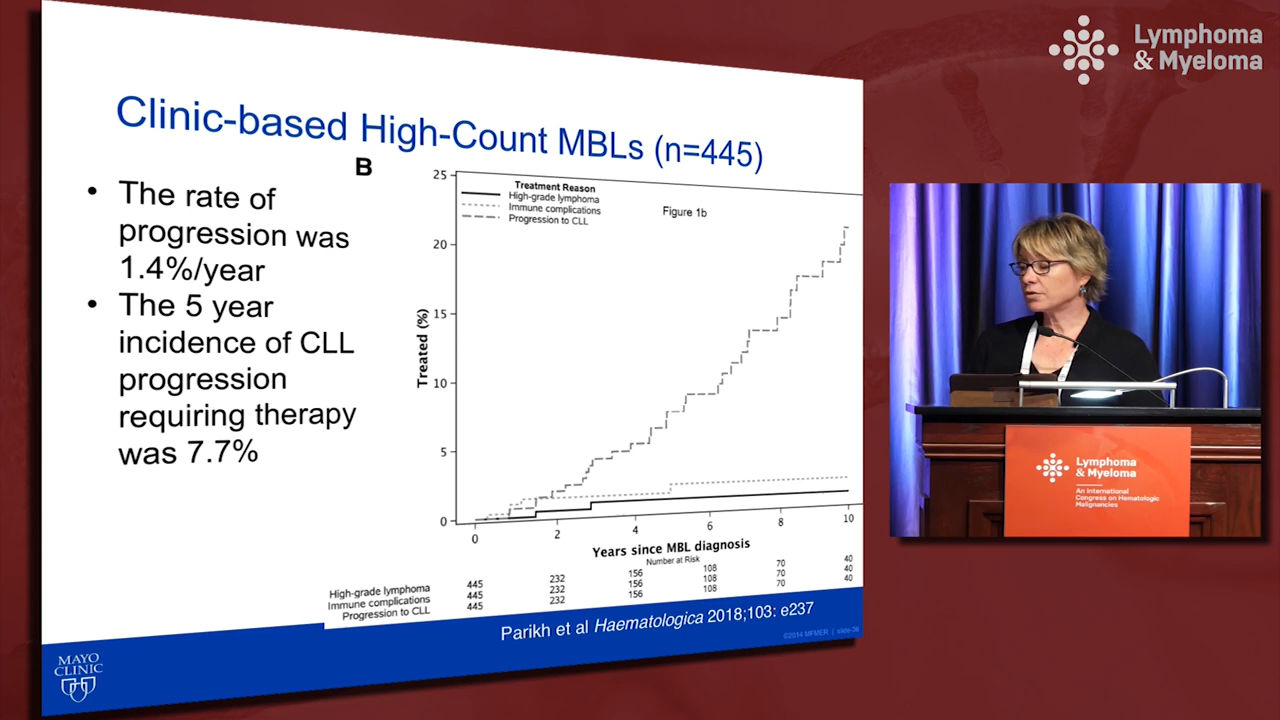 Lymphoma
& Myeloma
Clinic-based High-Count MBLs (n=445)
• The rate of
progression was
1.4%/year
• The 5 year
incidence of CLL
progression
requiring therapy
was 7.7%
B
Treatment Reason
High-grade lymphoma
Immune complications
Progression to CLL
Figure 1b
Treated (%)
25
20
15
10
5
0
0 2 4 6 8 10
Years since MBL diagnosis
Number at Risk
High-grade lymphoma 445 232 156 108 70 40
Immune complications 445 232 156 108 70 40
Progression to CLL 445 232 156 108 70 40
Parikh et al Haematologica 2018;103: e237
©2014 MFMER | slide-28
MAYO
CLINIC
Lymphoma
& Myeloma
An International
Congress on Hematologic
Malignancies